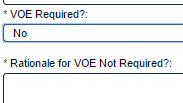 * VOE Required?:
No
* Rationale for VOE Not Required?: